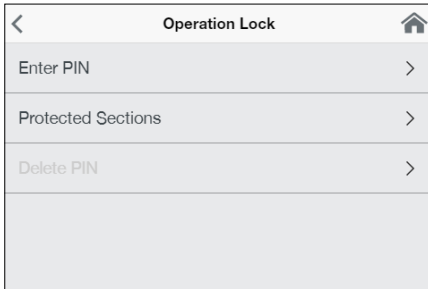 Operation Lock
Enter PIN
Protected Sections
Delete PIN